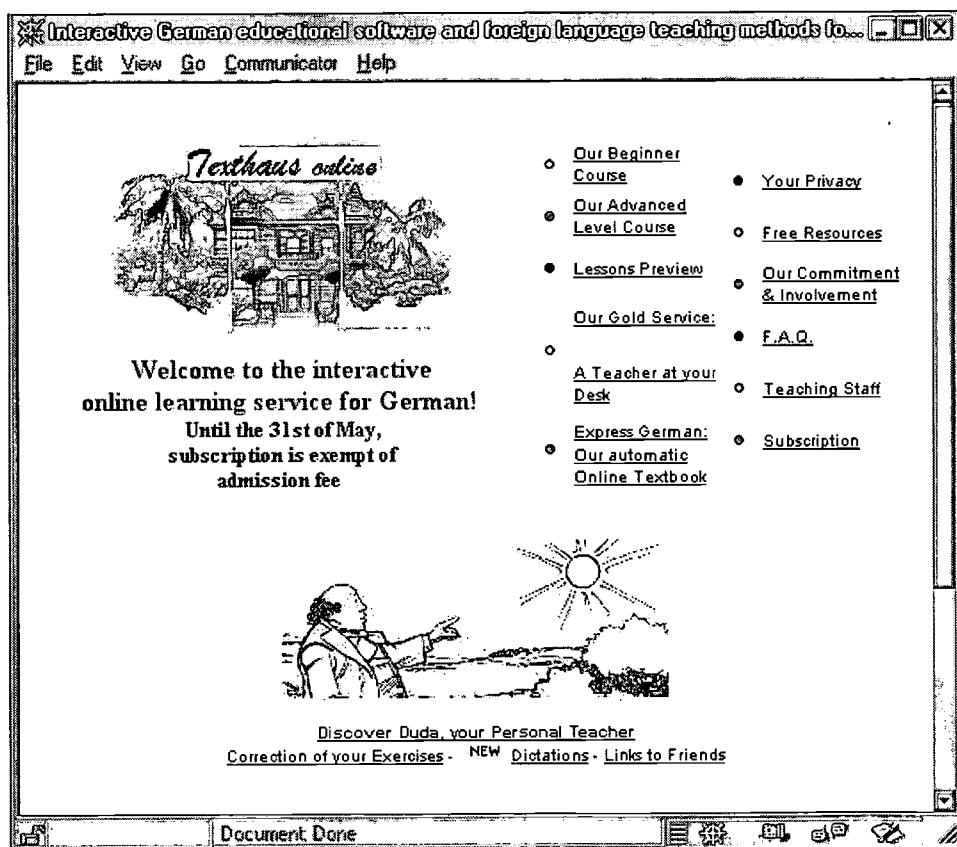 Interactive German educational software and foreign language teaching methods fo...
File Edit View Go Communicator Help
Texthaus online
Welcome to the interactive
online learning service for German!
Until the 31st of May,
subscription is exempt of
admission fee
Our Beginner
Course
Our Advanced
Level Course
Lessons Preview
Our Gold Service:
A Teacher at your
Desk
Express German:
Our automatic
Online Textbook
Your Privacy
Free Resources
Our Commitment
& Involvement
F.A.Q.
Teaching Staff
Subscription
Discover Duda, your Personal Teacher
Correction of your Exercises - NEW Dictations - Links to Friends
Document Done